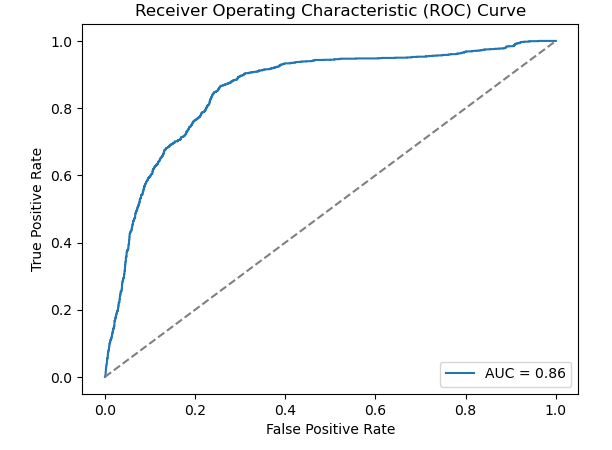 Receiver Operating Characteristic (ROC) Curve
1.0
0.8
0.6
0.4
0.2
0.0
True Positive Rate
AUC = 0.86
0.0 0.2 0.4 0.6 0.8 1.0
False Positive Rate